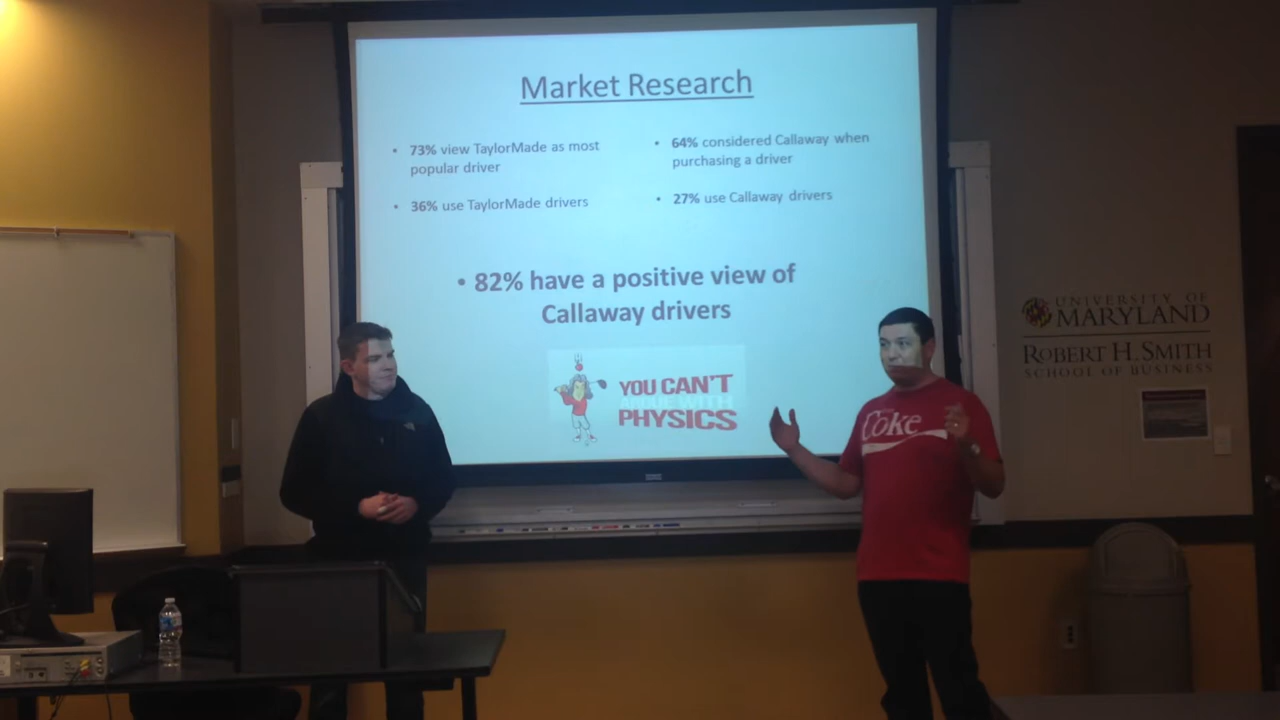 Market Research
• 73% view TaylorMade as most
popular driver
• 36% use TaylorMade drivers
• 64% considered Callaway when
purchasing a driver
• 27% use Callaway drivers
• 82% have a positive view of
Callaway drivers
YOU CAN'T
ARGUE WITH
PHYSICS
Coke
UNIVERSITY OF
MARYLAND
ROBERT H. SMITH
SCHOOL OF BUSINESS